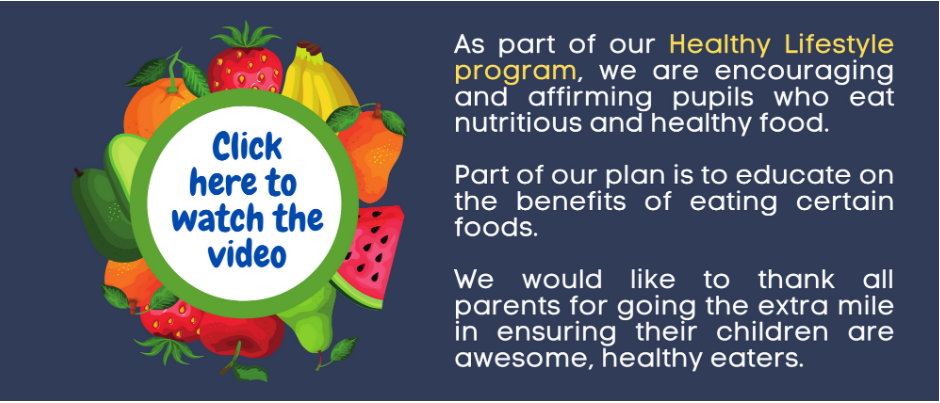 Click
here to
watch the
video
As part of our Healthy Lifestyle
program, we are encouraging
and affirming pupils who eat
nutritious and healthy food.
Part of our plan is to educate on
the benefits of eating certain
foods.
We would like to thank all
parents for going the extra mile
in ensuring their children are
awesome, healthy eaters.